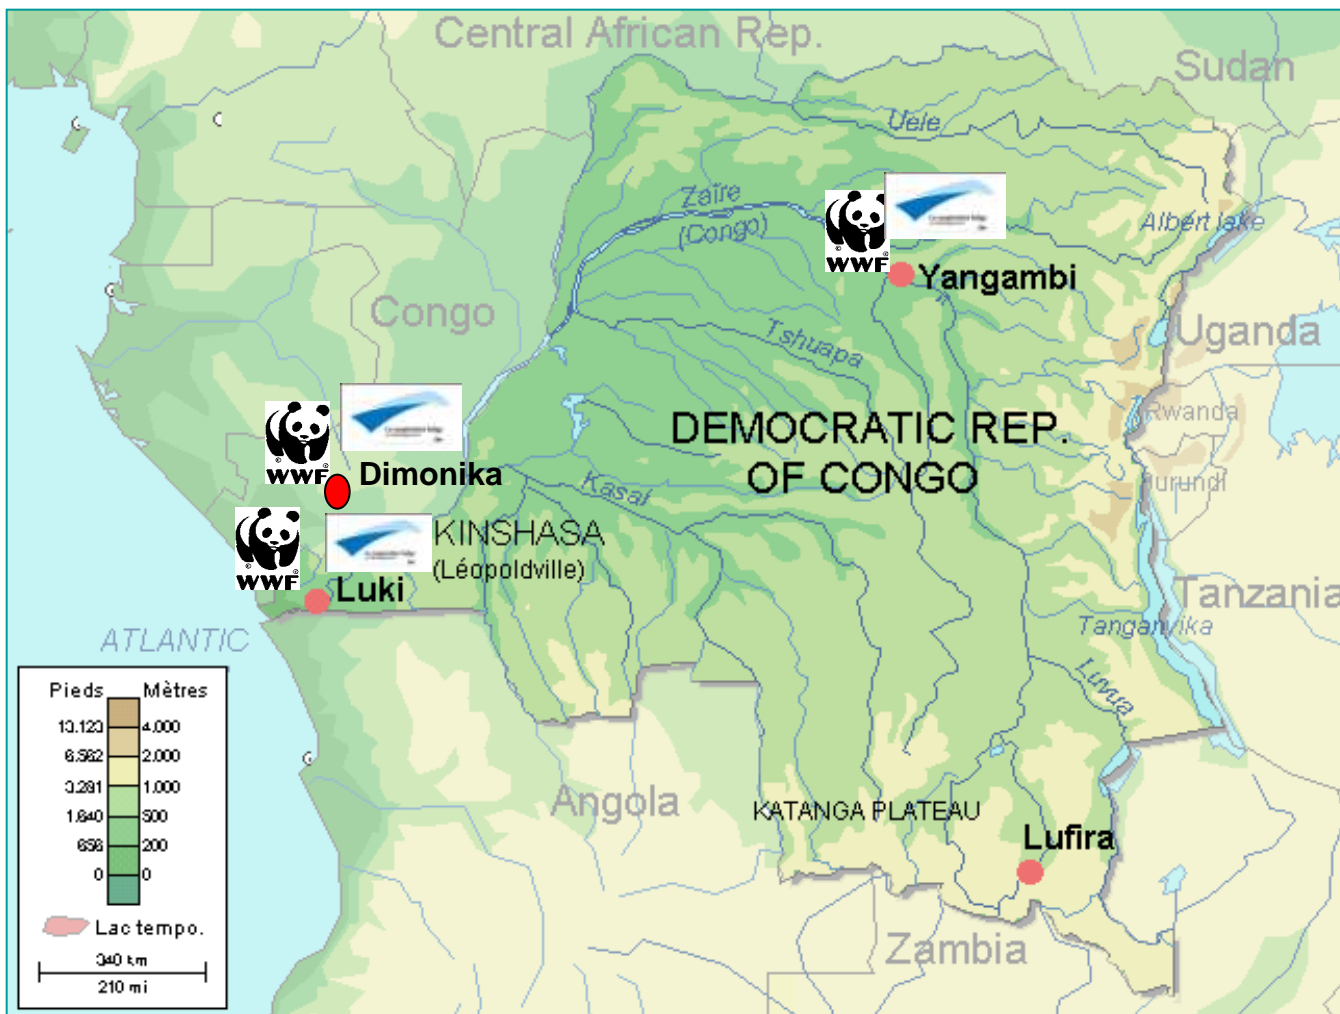 Central African Rep.
Sudan
Uele
Zaïre
(Congo)
Albert lake
WWF
Yangambi
Congo
Tshuapa
Uganda
Rwanda
DEMOCRATIC REP.
OF CONGO
WWF
Dimonika
Kasaï
Burundi
KINSHASA
(Léopoldville)
WWF
Luki
Tanzania
ATLANTIC
Tanganyika
Luvua
Pieds Mètres
13.123 4.000
6.562 2.000
3.281 1.000
1.640 500
656 200
0 0
Lac tempo.
340 km
210 mi
Angola
KATANGA PLATEAU
Lufira
Zambia